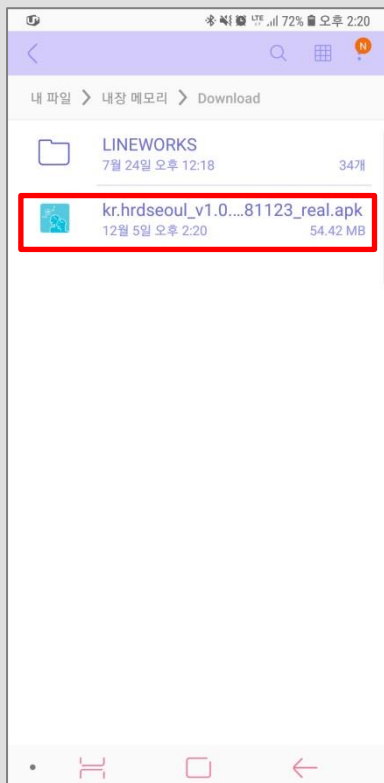 LTE 72% 오후 2:20
N
내 파일 > 내장 메모리 > Download
LINEWORKS
7월 24일 오후 12:18 34개
kr.hrdseoul_v1.0....81123_real.apk
12월 5일 오후 2:20 54.42 MB